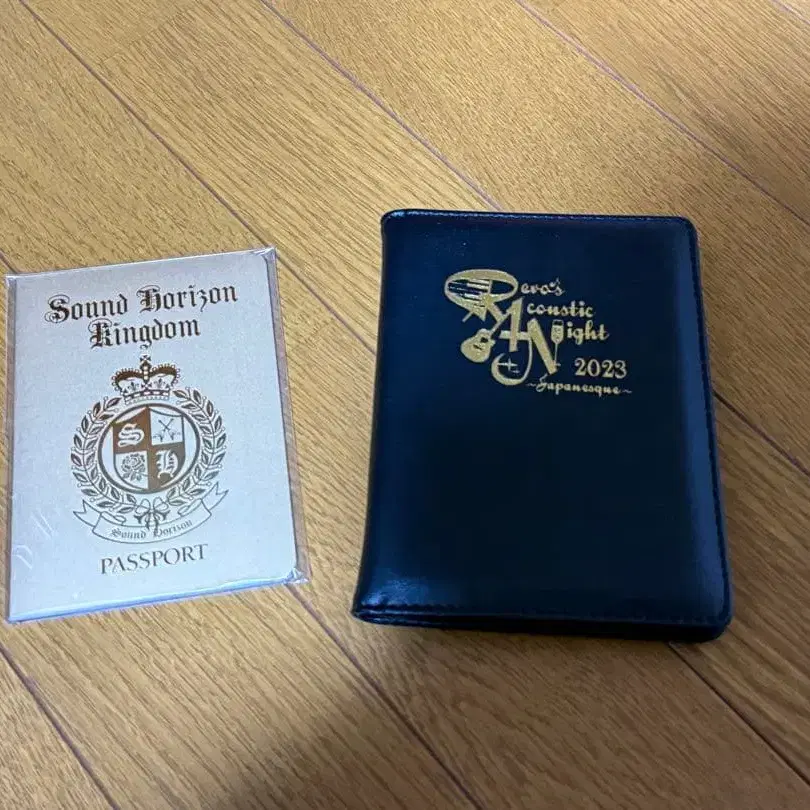 Sound Horizon
Kingdom
S
H
Sound Horizon
PASSPORT
Revo's
Acoustic
Night
2023
~Japanesque~